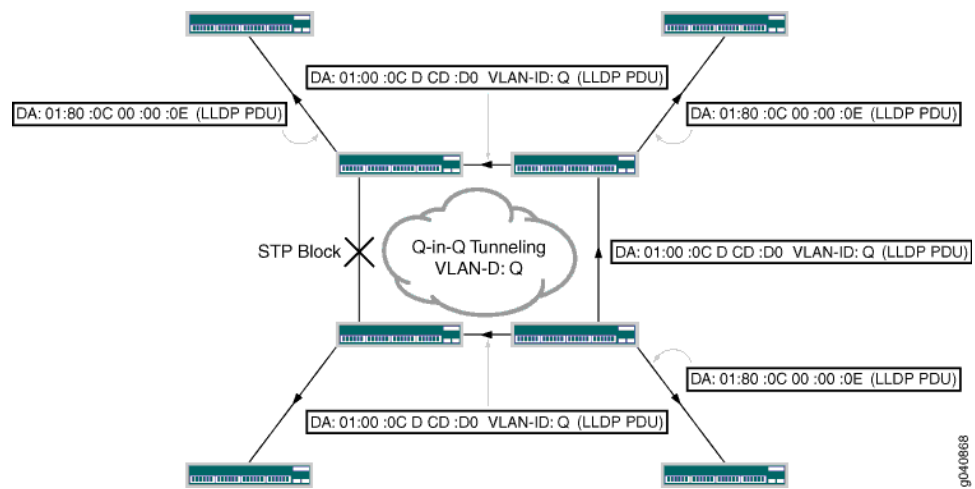 DA: 01:00 :0C D CD :D0 VLAN-ID: Q (LLDP PDU)
DA: 01:80 :0C 00 :00 :0E (LLDP PDU)
DA: 01:80 :0C 00 :00 :0E (LLDP PDU)
STP Block
Q-in-Q Tunneling
VLAN-D: Q
DA: 01:00 :0C D CD :D0 VLAN-ID: Q (LLDP PDU)
DA: 01:80 :0C 00 :00 :0E (LLDP PDU)
DA: 01:00 :0C D CD :D0 VLAN-ID: Q (LLDP PDU)
g040868